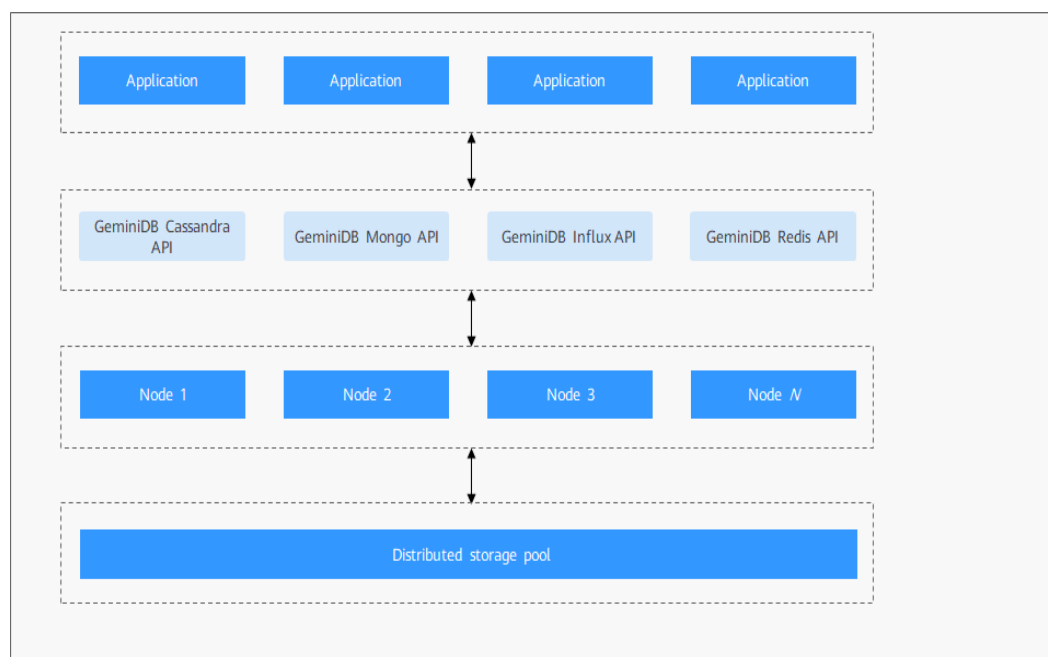 Application
Application
Application
Application
GeminiDB Cassandra
API
GeminiDB Mongo API
GeminiDB Influx API
GeminiDB Redis API
Node 1
Node 2
Node 3
Node N
Distributed storage pool